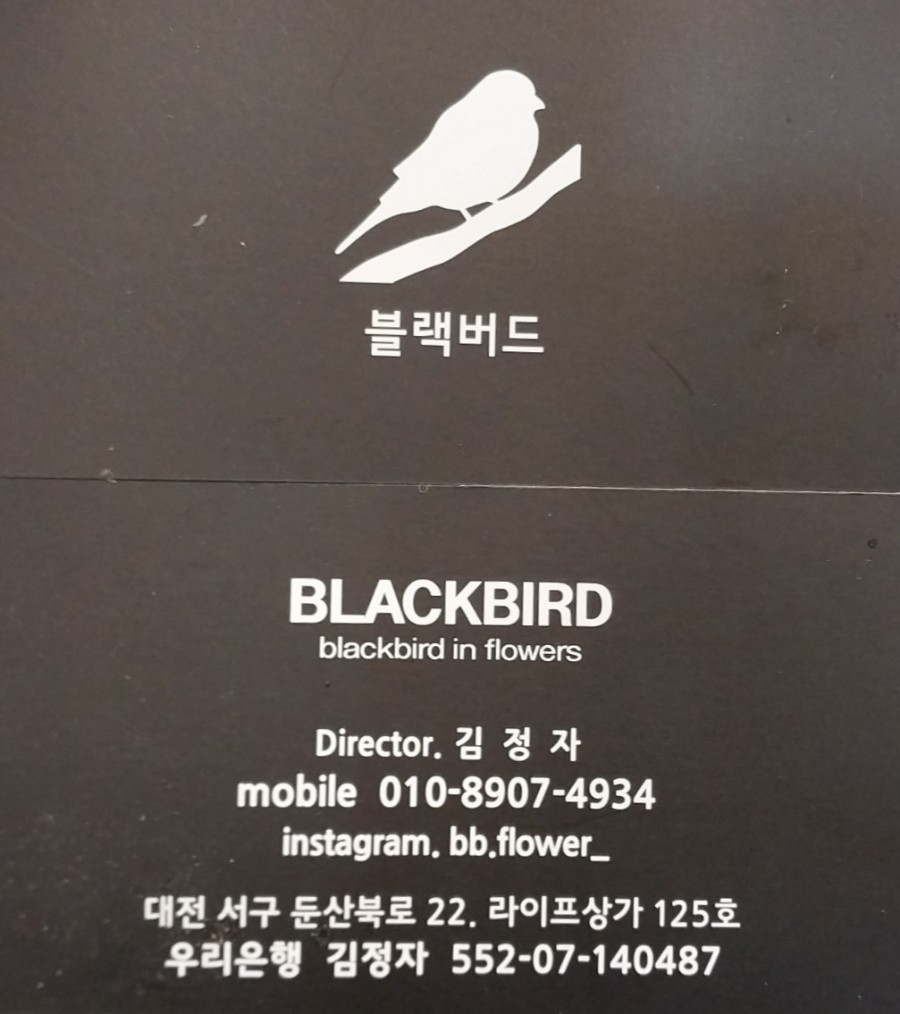 블랙버드
BLACKBIRD
blackbird in flowers
Director. 김 정 자
mobile 010-8907-4934
instagram. bb.flower_
대전 서구 둔산북로 22. 라이프상가 125호
우리은행 김정자 552-07-140487